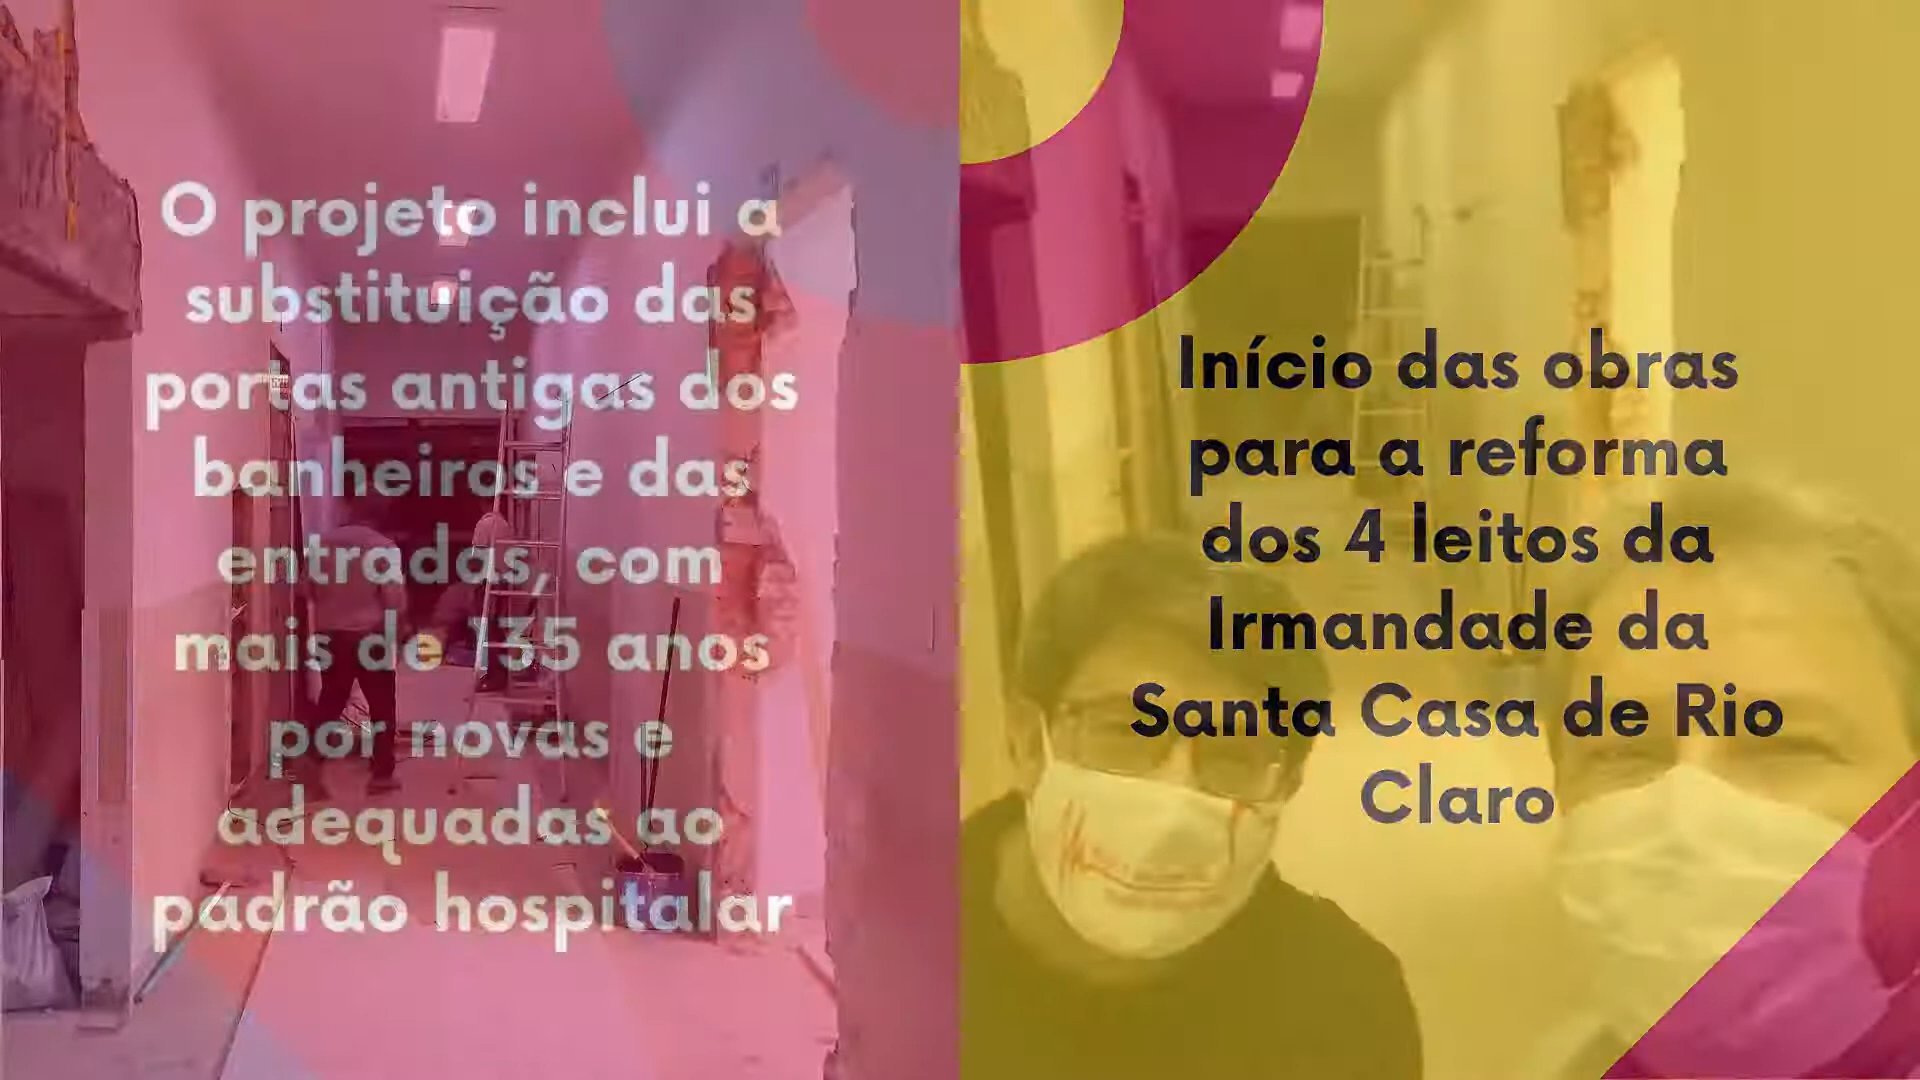 O projeto inclui a
substituição das
portas antigas dos
banheiros e das
entradas, com
mais de 135 anos
por novas e
adequadas ao
padrão hospitalar
Início das obras
para a reforma
dos 4 leitos da
Irmandade da
Santa Casa de Rio
Claro